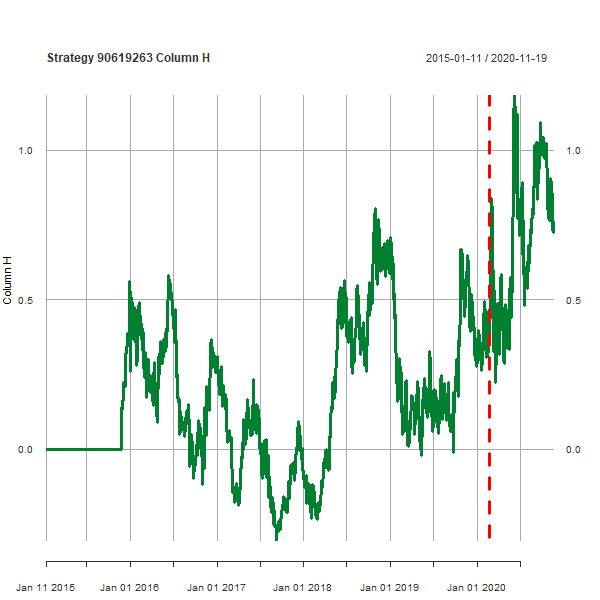 Strategy 90619263 Column H 2015-01-11 / 2020-11-19
1.0 1.0
0.5 0.5
0.0 0.0
Column H
Jan 11 2015 Jan 01 2016 Jan 01 2017 Jan 01 2018 Jan 01 2019 Jan 01 2020